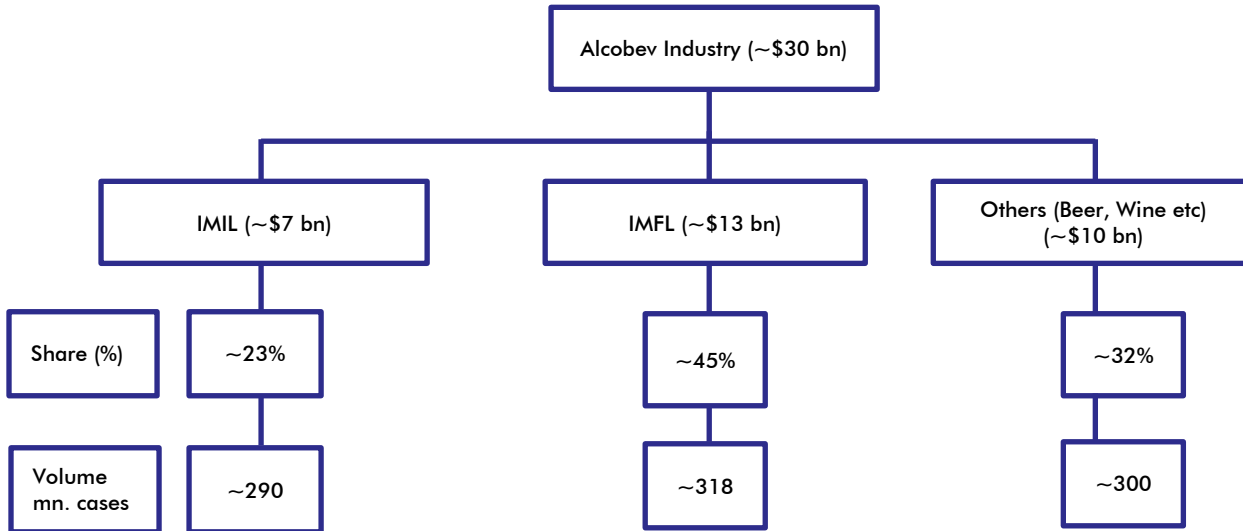 Alcobev Industry (~$30 bn)
IMIL (~$7 bn)
IMFL (~$13 bn)
Others (Beer, Wine etc)
(~$10 bn)
Share (%)
~23%
~45%
~32%
Volume
mn. cases
~290
~318
~300